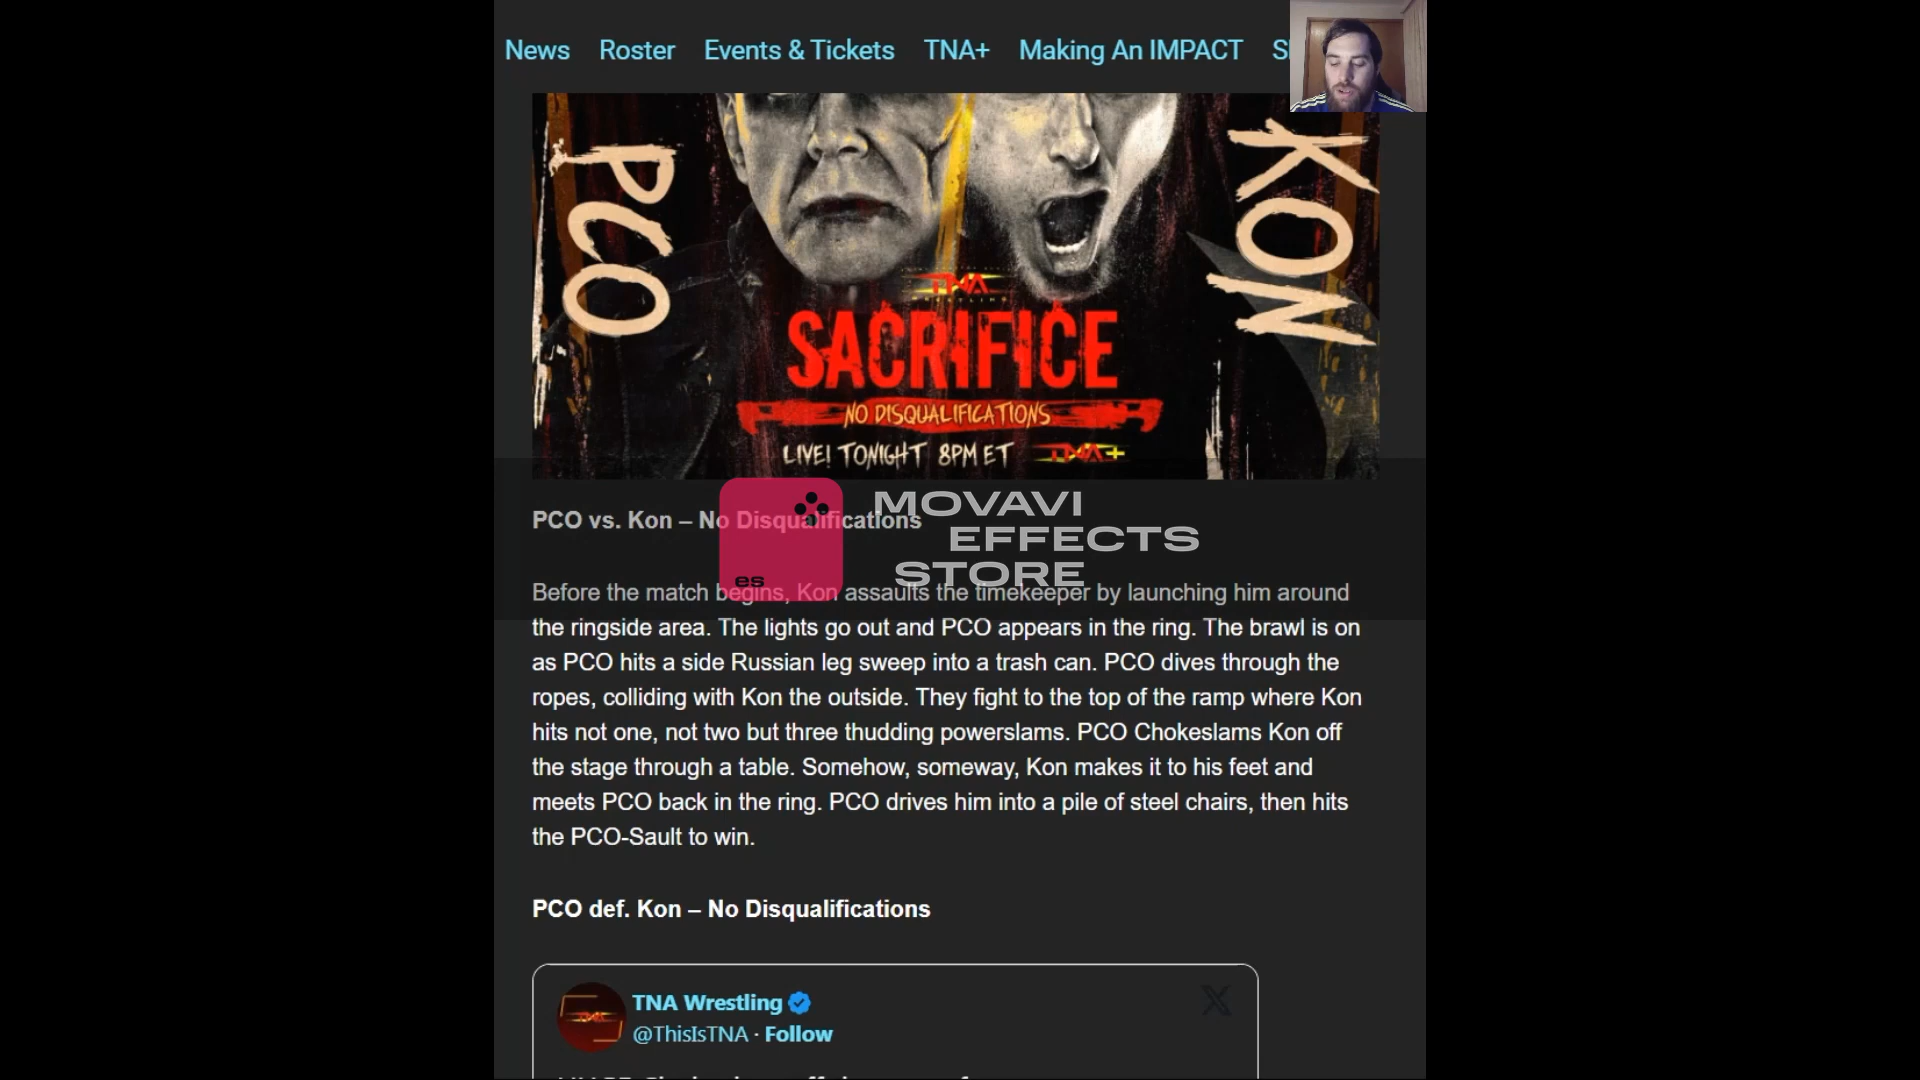 News Roster Events & Tickets TNA+ Making An IMPACT
PCO
KON
TNA
WRESTLING
SACRIFICE
NO DISQUALIFICATIONS
LIVE! TONIGHT 8PM ET TNA+
PCO vs. Kon – No Disqualifications
MOVAVI
EFFECTS
STORE
es
Before the match begins, Kon assaults the timekeeper by launching him around
the ringside area. The lights go out and PCO appears in the ring. The brawl is on
as PCO hits a side Russian leg sweep into a trash can. PCO dives through the
ropes, colliding with Kon the outside. They fight to the top of the ramp where Kon
hits not one, not two but three thudding powerslams. PCO Chokeslams Kon off
the stage through a table. Somehow, someway, Kon makes it to his feet and
meets PCO back in the ring. PCO drives him into a pile of steel chairs, then hits
the PCO-Sault to win.
PCO def. Kon – No Disqualifications
TNA Wrestling
@ThisIsTNA · Follow